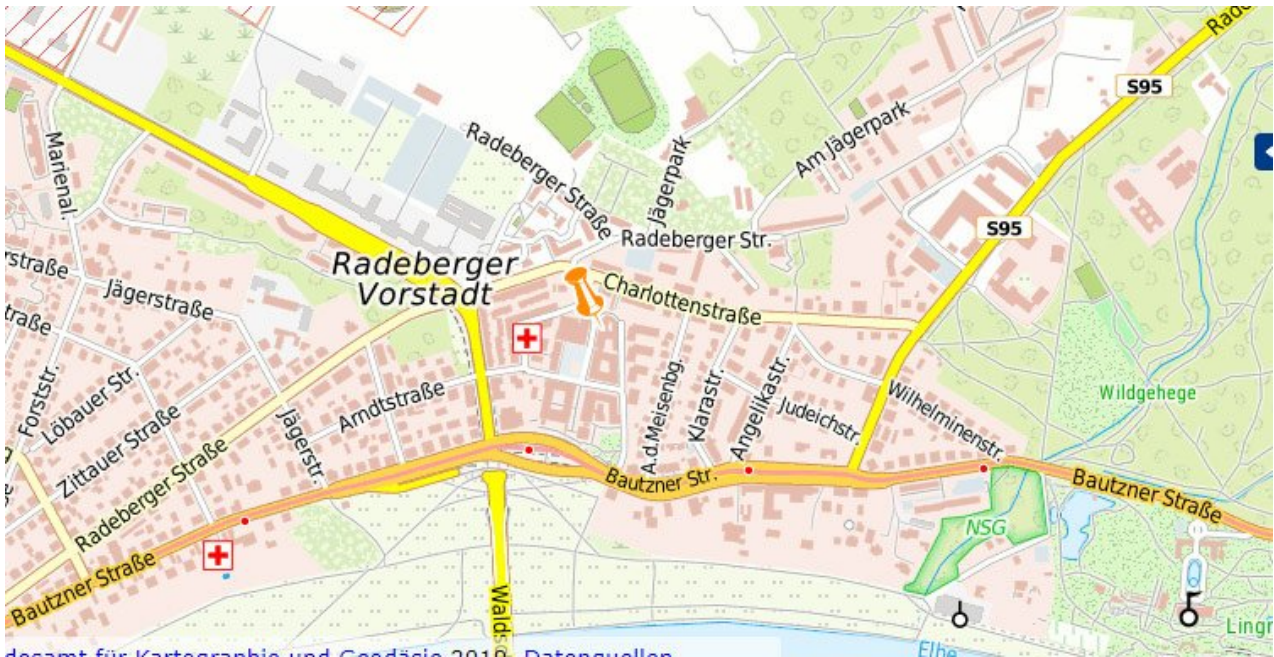 Rade
S95
Marienal.
Radeberger Straße
Jägerpark
Am Jägerpark
S95
Radeberger Str.
Radeberger
Vorstadt
rstraße
Jägerstraße
Charlottenstraße
traße
Forststr.
Löbauer Str.
Zittauer Straße
Jägerstr.
Arndtstraße
A.d.Meisenbg.
Klarastr.
Angelikastr.
Judeichstr.
Wilhelminenstr.
Wildgehege
Radeberger Straße
Bautzner Str.
Bautzner Straße
NSG
Bautzner Straße
Walds
Elbe
Lingn
desamt für Kartographie und Geodäsie 2019, Datenquellen